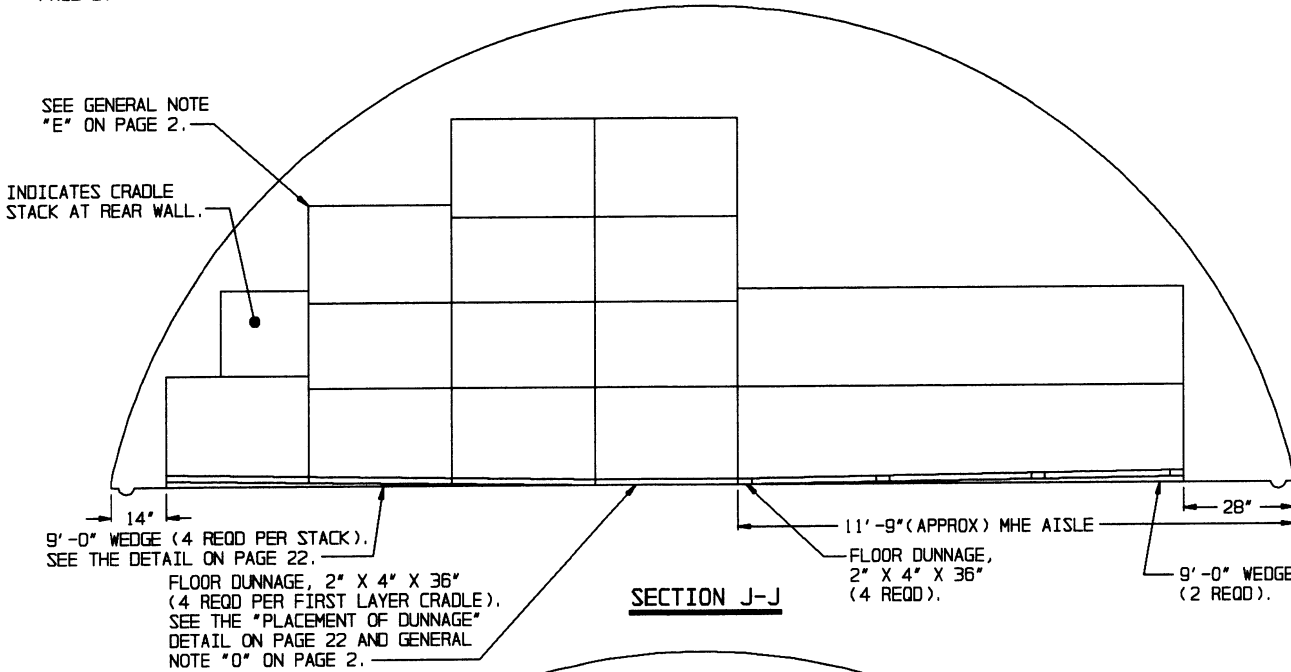 SEE GENERAL NOTE
"E" ON PAGE 2.
INDICATES CRADLE
STACK AT REAR WALL.
14"
28"
11'-9"(APPROX) MHE AISLE
9'-0" WEDGE (4 REQD PER STACK).
SEE THE DETAIL ON PAGE 22.
FLOOR DUNNAGE, 2" X 4" X 36"
(4 REQD PER FIRST LAYER CRADLE).
SEE THE "PLACEMENT OF DUNNAGE"
DETAIL ON PAGE 22 AND GENERAL
NOTE "O" ON PAGE 2.
SECTION J-J
FLOOR DUNNAGE,
2" X 4" X 36"
(4 REQD).
9'-0" WEDGE
(2 REQD).